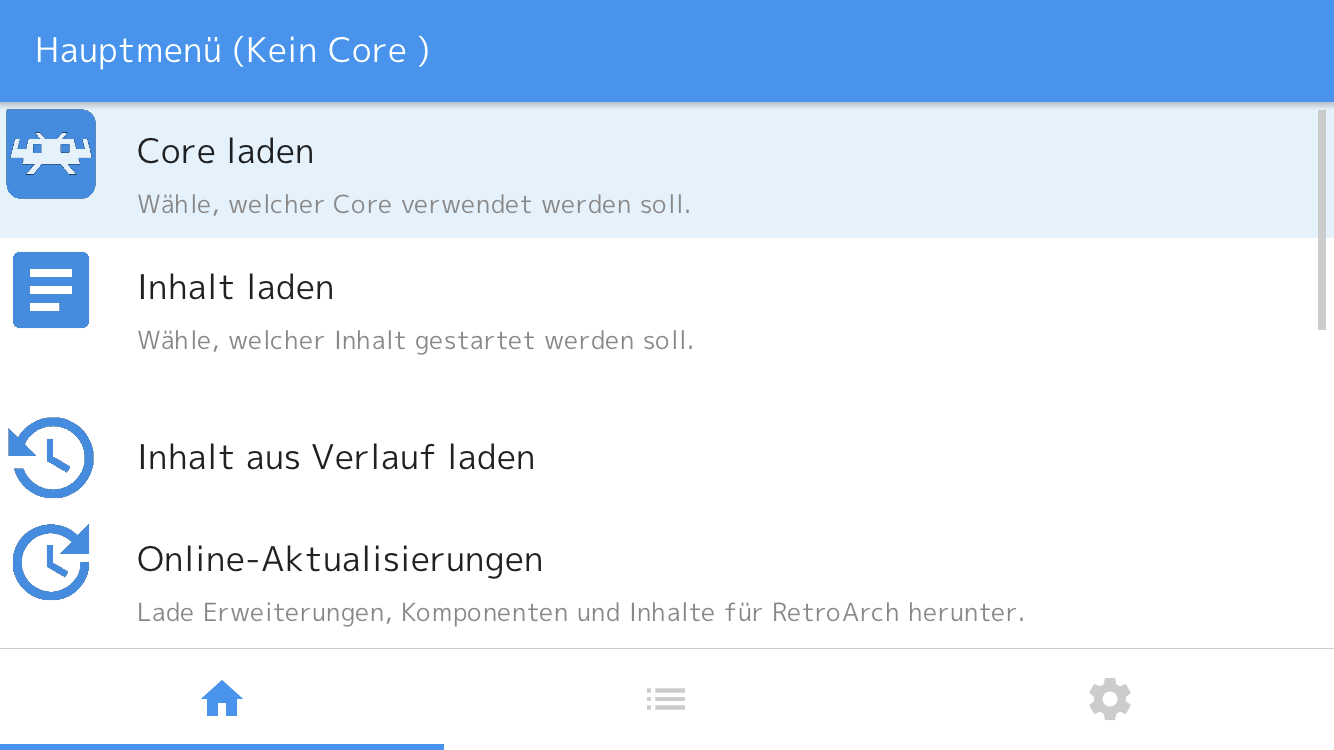 Hauptmenü (Kein Core )
Core laden
Wähle, welcher Core verwendet werden soll.
Inhalt laden
Wähle, welcher Inhalt gestartet werden soll.
Inhalt aus Verlauf laden
Online-Aktualisierungen
Lade Erweiterungen, Komponenten und Inhalte für RetroArch herunter.